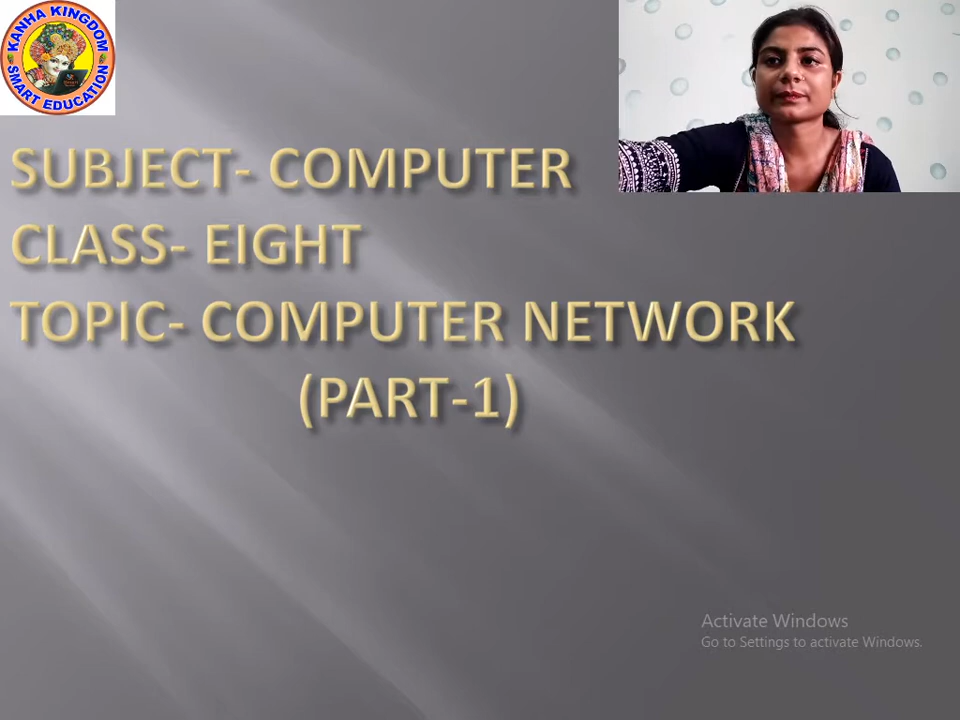 KANHA KINGDOM
SMART EDUCATION
SUBJECT- COMPUTER
CLASS- EIGHT
TOPIC- COMPUTER NETWORK
(PART-1)
Activate Windows
Go to Settings to activate Windows.